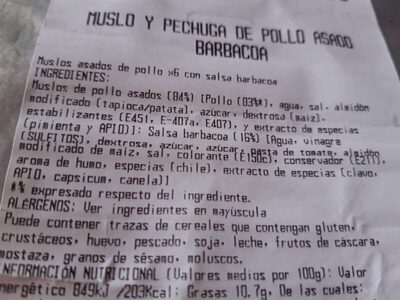 MUSLO Y PECHUGA DE POLLO ASADO
BARBACOA
Muslos asados de pollo x6 con salsa barbacoa
INGREDIENTES:
Muslos de pollo asados (84%) [Pollo (83%*), agua, sal, almidón
modificado (tapioca/patata), azúcar, dextrosa (maíz),
estabilizantes (E451, E-407a, E407), y extracto de especias
(pimienta y APIO)]; Salsa barbacoa (16%) [Agua, vinagre
(SULFITOS), dextrosa, azúcar, azúcar, pasta de tomate, almidón
modificado de maíz, sal, colorante (E150c), conservador (E211),
aroma de humo, especias (chile), extracto de especias (clavo,
APIO, capsicum, canela)]
*% expresado respecto del ingrediente.
ALÉRGENOS: Ver ingredientes en mayúscula
Puede contener trazas de cereales que contengan gluten,
crustáceos, huevo, pescado, soja, leche, frutos de cáscara,
mostaza, granos de sésamo, moluscos.
INFORMACIÓN NUTRICIONAL (Valores medios por 100g): Valor
energético 849kJ /203Kcal: Grasas 10,7g, De las cuales: